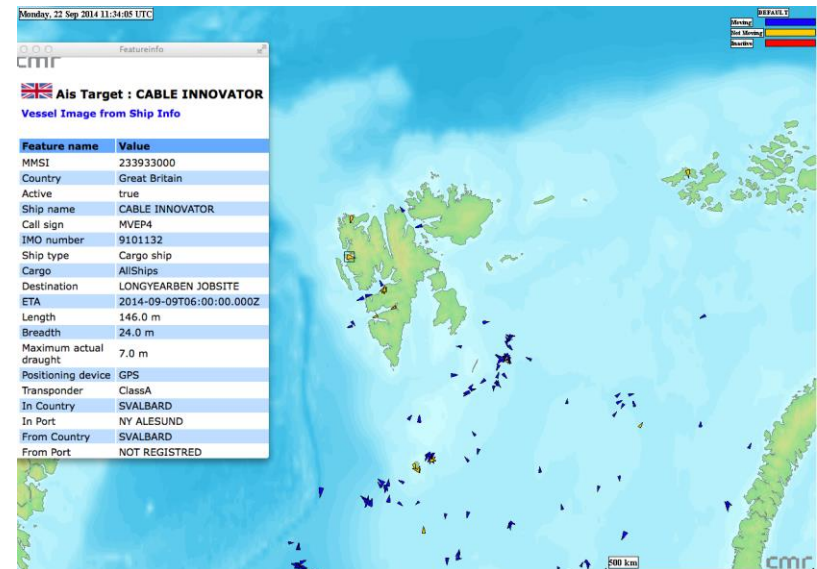 Monday, 22 Sep 2014 11:34:05 UTC
DEFAULT
Moving
Not Moving
Inactive
Featureinfo
cmr
Ais Target : CABLE INNOVATOR
Vessel Image from Ship Info
Feature name Value
MMSI 233933000
Country Great Britain
Active true
Ship name CABLE INNOVATOR
Call sign MVEP4
IMO number 9101132
Ship type Cargo ship
Cargo AllShips
Destination LONGYEARBEN JOBSITE
ETA 2014-09-09T06:00:00.000Z
Length 146.0 m
Breadth 24.0 m
Maximum actual
draught 7.0 m
Positioning device GPS
Transponder ClassA
In Country SVALBARD
In Port NY ALESUND
From Country SVALBARD
From Port NOT REGISTRED
500 km
cmr